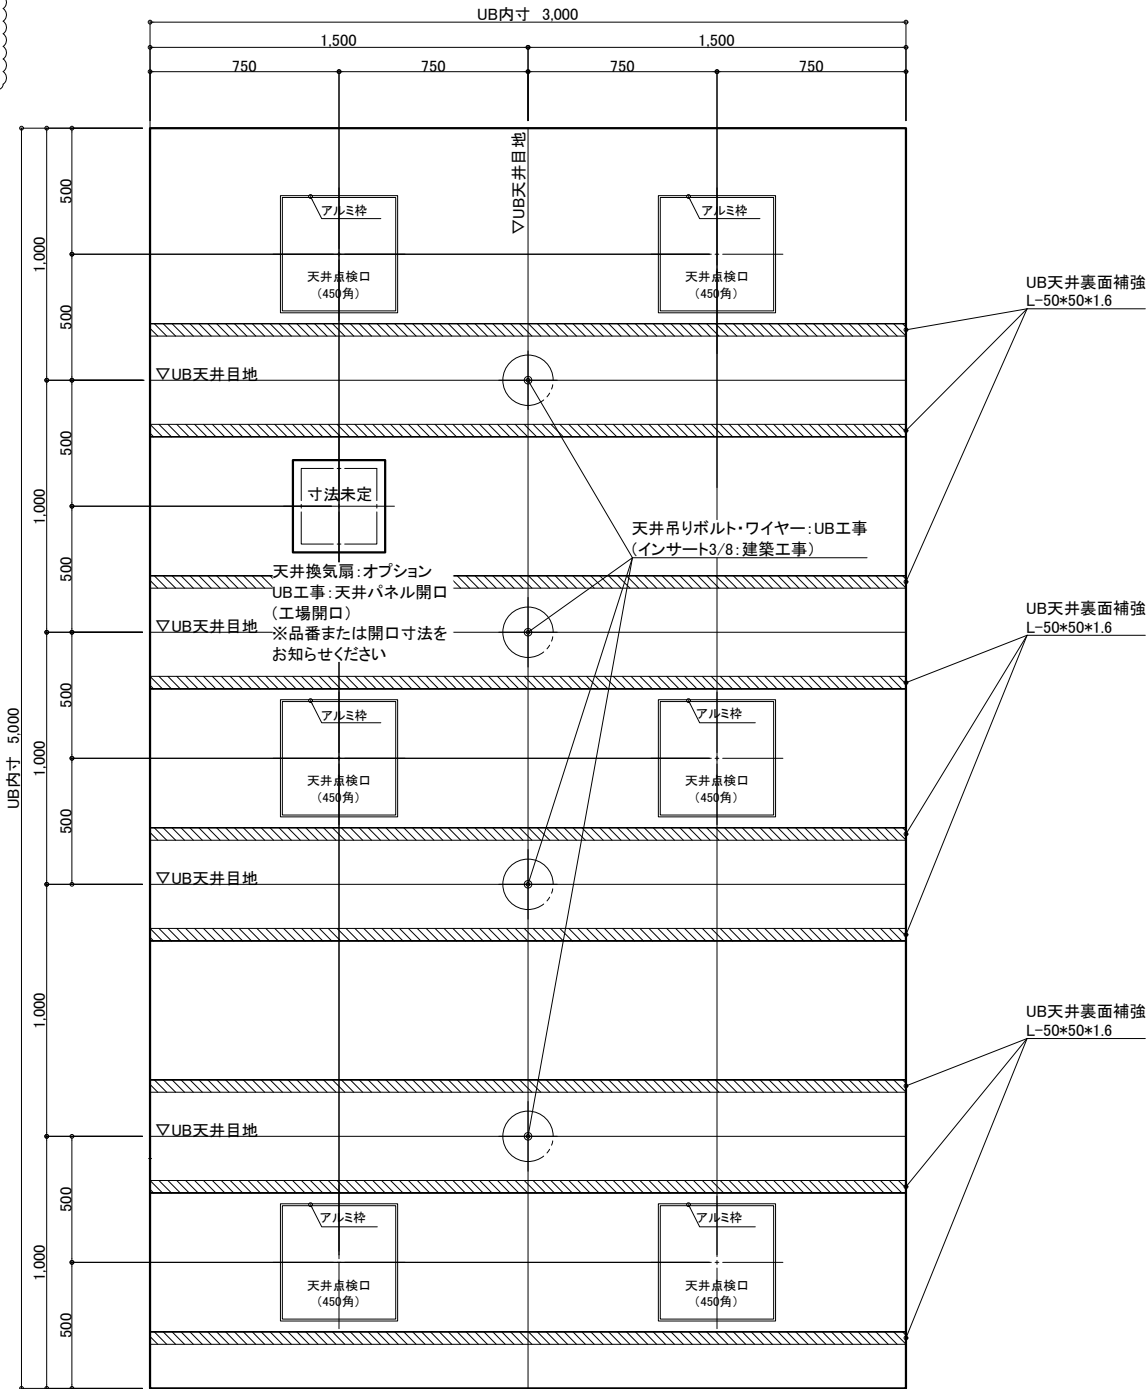 UB内寸 3,000
1,500
1,500
750
750
750
750
UB内寸 5,000
1,000
1,000
1,000
1,000
1,000
500
500
500
500
500
500
500
500
▽UB天井目地
アルミ枠
天井点検口
(450角)
アルミ枠
天井点検口
(450角)
UB天井裏面補強
L-50*50*1.6
▽UB天井目地
寸法未定
天井吊りボルト・ワイヤー:UB工事
(インサート3/8:建築工事)
天井換気扇:オプション
UB工事:天井パネル開口
(工場開口)
※品番または開口寸法を
お知らせください
▽UB天井目地
UB天井裏面補強
L-50*50*1.6
アルミ枠
天井点検口
(450角)
アルミ枠
天井点検口
(450角)
▽UB天井目地
UB天井裏面補強
L-50*50*1.6
▽UB天井目地
アルミ枠
天井点検口
(450角)
アルミ枠
天井点検口
(450角)